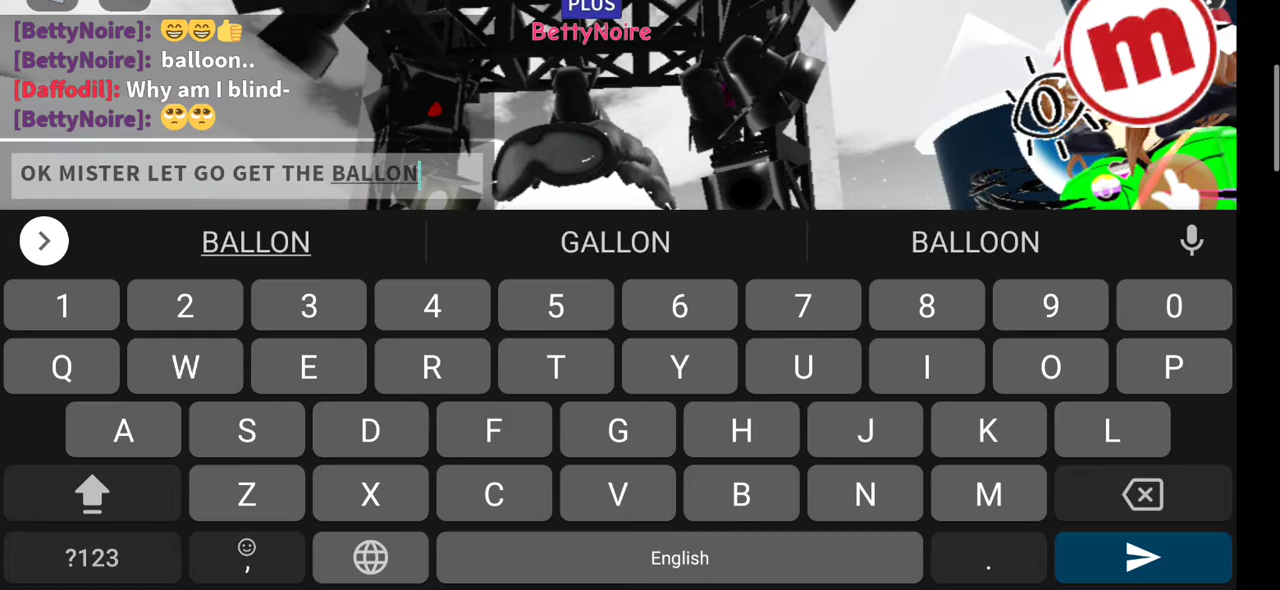 PLUS
BettyNoire
[BettyNoire]: 😁😁👍
[BettyNoire]: balloon..
[Daffodil]: Why am I blind-
[BettyNoire]: 🥺🥺
m
OK MISTER LET GO GET THE BALLON
BALLON GALLON BALLOON
1 2 3 4 5 6 7 8 9 0
Q W E R T Y U I O P
A S D F G H J K L
Z X C V B N M
?123 , English .